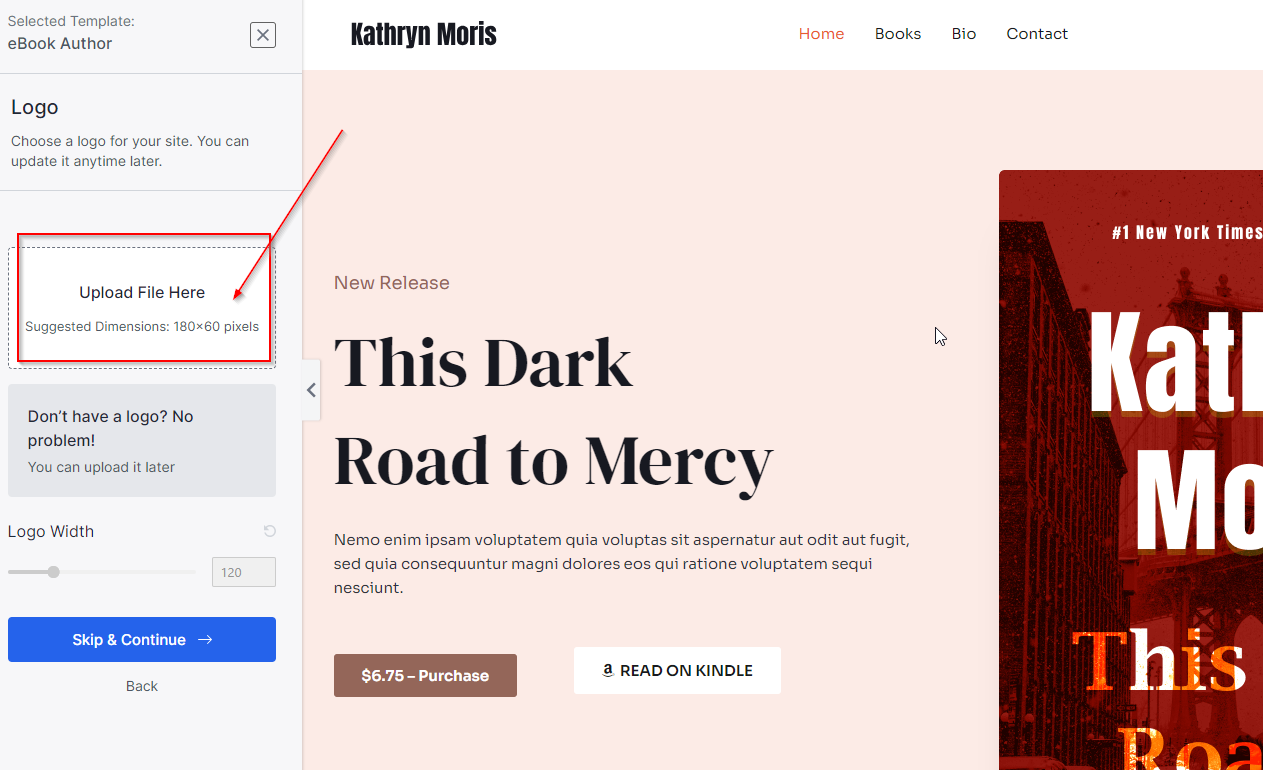 Selected Template:
eBook Author
Logo
Choose a logo for your site. You can
update it anytime later.
Upload File Here
Suggested Dimensions: 180×60 pixels
Don’t have a logo? No
problem!
You can upload it later
Logo Width
120
Skip & Continue
Back
Kathryn Moris
Home Books Bio Contact
New Release
This Dark
Road to Mercy
Nemo enim ipsam voluptatem quia voluptas sit aspernatur aut odit aut fugit,
sed quia consequuntur magni dolores eos qui ratione voluptatem sequi
nesciunt.
$6.75 – Purchase
READ ON KINDLE
#1 New York Times
Kath
Mo
This
Roa